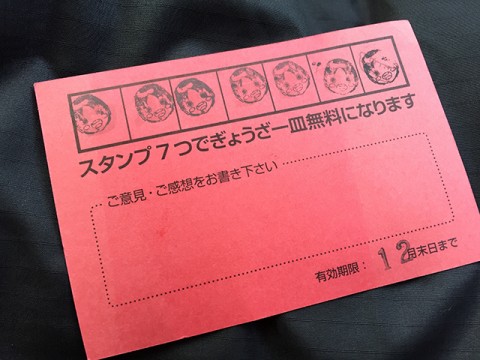 スタンプ7つでぎょうざ一皿無料になります
ご意見・ご感想をお書き下さい
有効期限: 12月末日まで